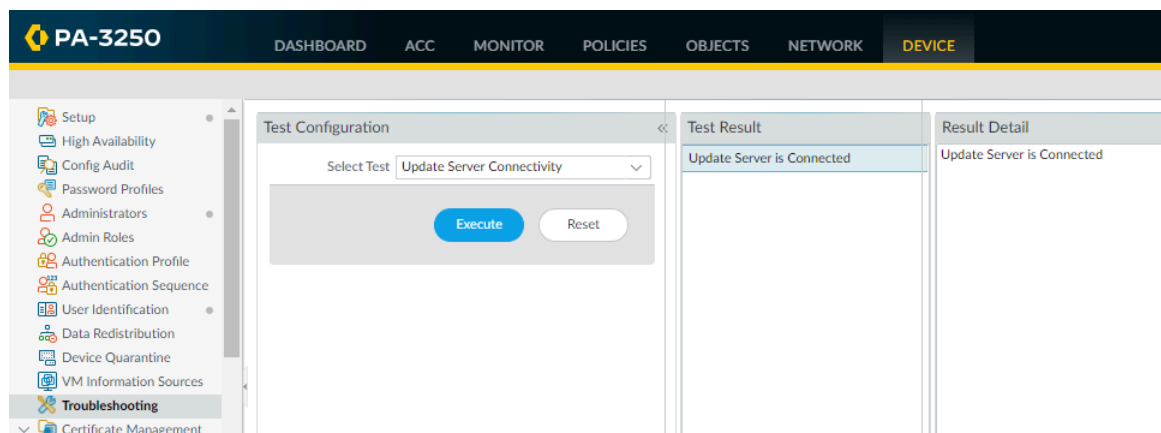 PA-3250
DASHBOARD ACC MONITOR POLICIES OBJECTS NETWORK DEVICE
Setup
High Availability
Config Audit
Password Profiles
Administrators
Admin Roles
Authentication Profile
Authentication Sequence
User Identification
Data Redistribution
Device Quarantine
VM Information Sources
Troubleshooting
Certificate Management
Test Configuration
Select Test Update Server Connectivity
Execute Reset
Test Result
Update Server is Connected
Result Detail
Update Server is Connected